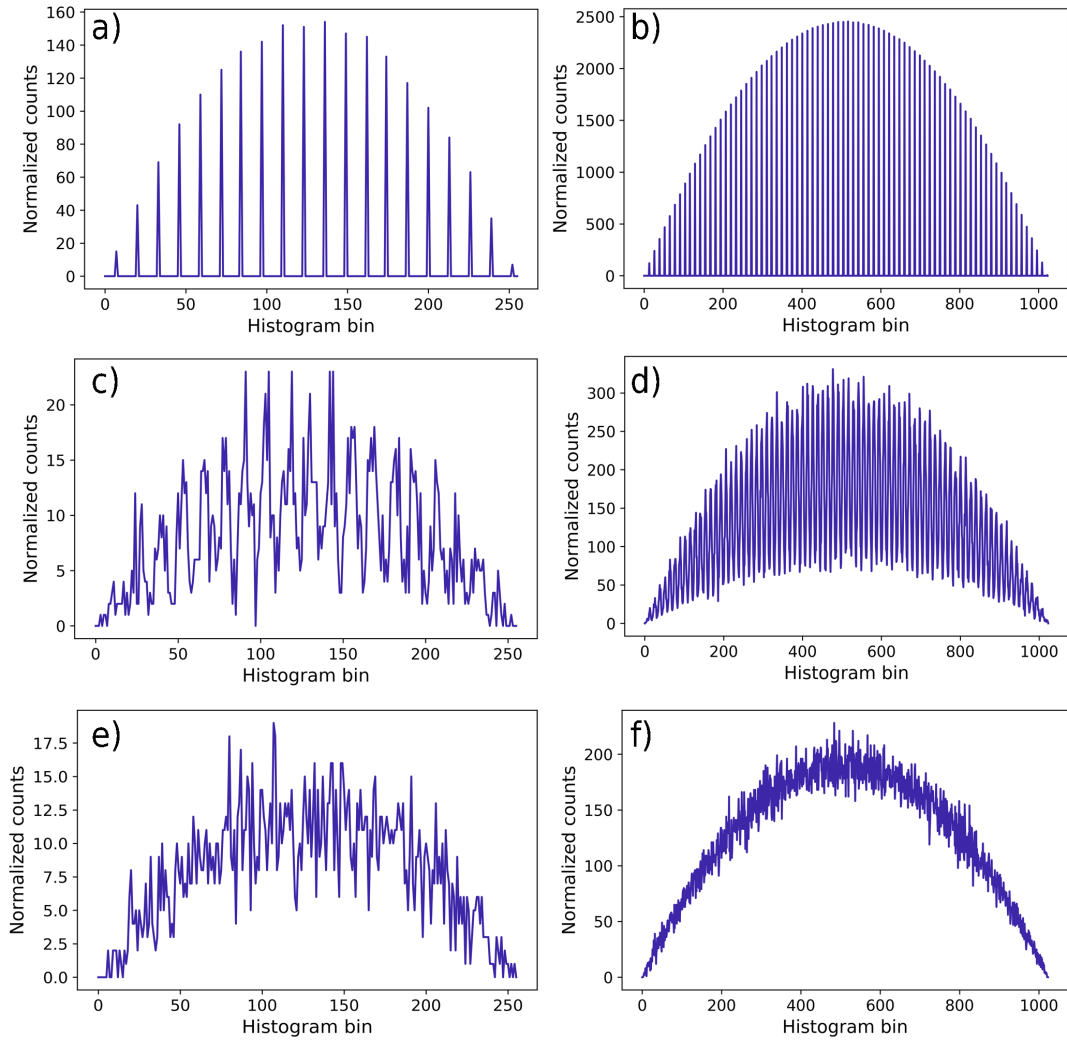 a)
Normalized counts
160
140
120
100
80
60
40
20
0
0 50 100 150 200 250
Histogram bin
b)
Normalized counts
2500
2000
1500
1000
500
0
0 200 400 600 800 1000
Histogram bin
c)
Normalized counts
20
15
10
5
0
0 50 100 150 200 250
Histogram bin
d)
Normalized counts
300
250
200
150
100
50
0
0 200 400 600 800 1000
Histogram bin
e)
Normalized counts
17.5
15.0
12.5
10.0
7.5
5.0
2.5
0.0
0 50 100 150 200 250
Histogram bin
f)
Normalized counts
200
150
100
50
0
0 200 400 600 800 1000
Histogram bin